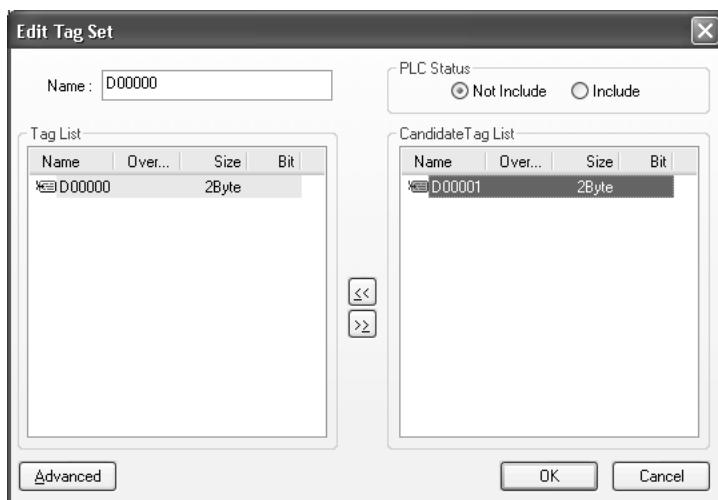 Edit Tag Set
Name : D00000
PLC Status
Not Include Include
Tag List
Name Over... Size Bit
D00000 2Byte
<<
>>
CandidateTag List
Name Over... Size Bit
D00001 2Byte
Advanced
OK Cancel